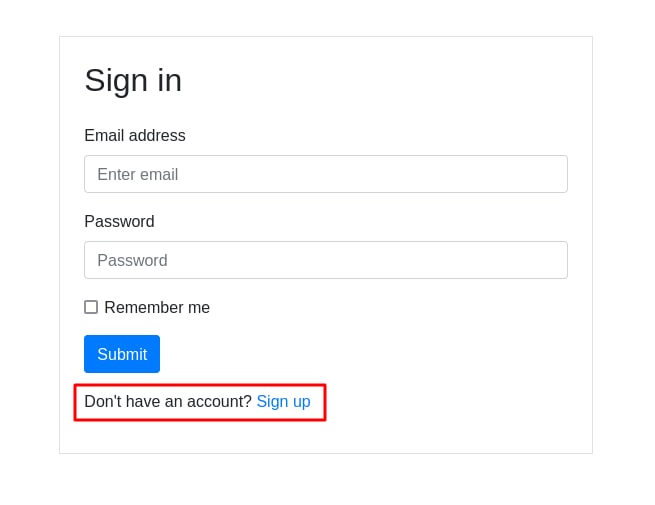 Sign in
Email address
Enter email
Password
Password
Remember me
Submit
Don't have an account? Sign up